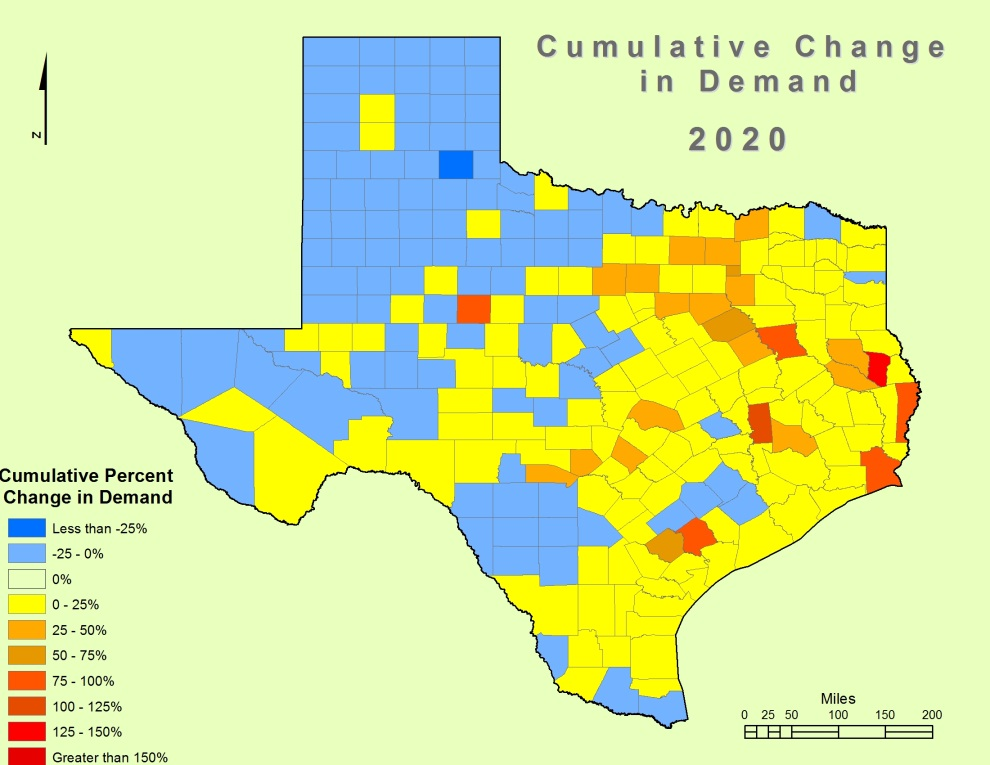 Cumulative Change
in Demand
2020
N
Cumulative Percent
Change in Demand
Less than -25%
-25 - 0%
0%
0 - 25%
25 - 50%
50 - 75%
75 - 100%
100 - 125%
125 - 150%
Greater than 150%
Miles
0 25 50 100 150 200